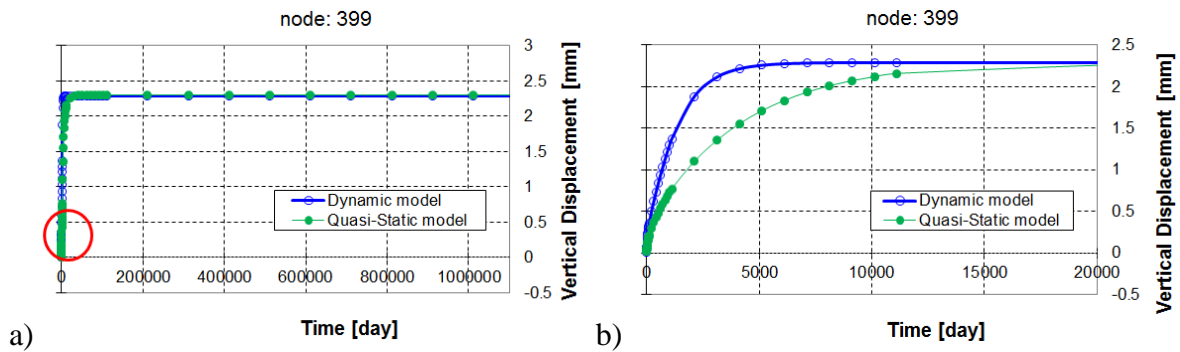 node: 399
3
2.5
2
1.5
1
0.5
0
-0.5
0
200000
400000
600000
800000
1000000
Dynamic model
Quasi-Static model
Vertical Displacement [mm]
Time [day]
a)
node: 399
2.5
2
1.5
1
0.5
0
-0.5
0
5000
10000
15000
20000
Dynamic model
Quasi-Static model
Vertical Displacement [mm]
Time [day]
b)